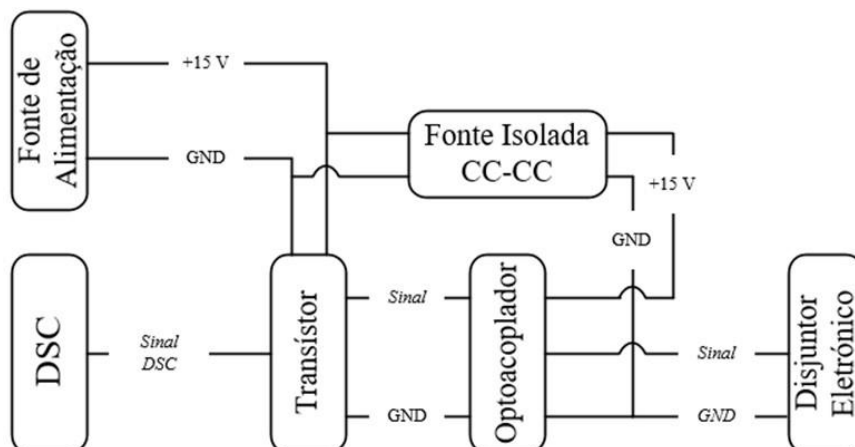 Fonte de
Alimentação
+15 V
GND
Fonte Isolada
CC-CC
+15 V
GND
DSC
Sinal
DSC
Transístor
Sinal
GND
Optoacoplador
Sinal
GND
Disjuntor
Eletrónico